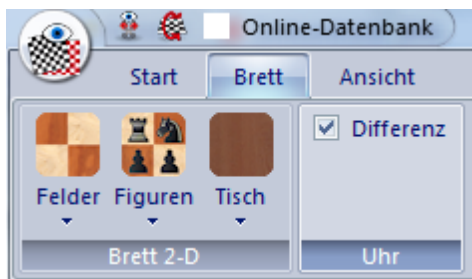 Online-Datenbank
Start Brett Ansicht
Differenz
Felder Figuren Tisch
Brett 2-D Uhr